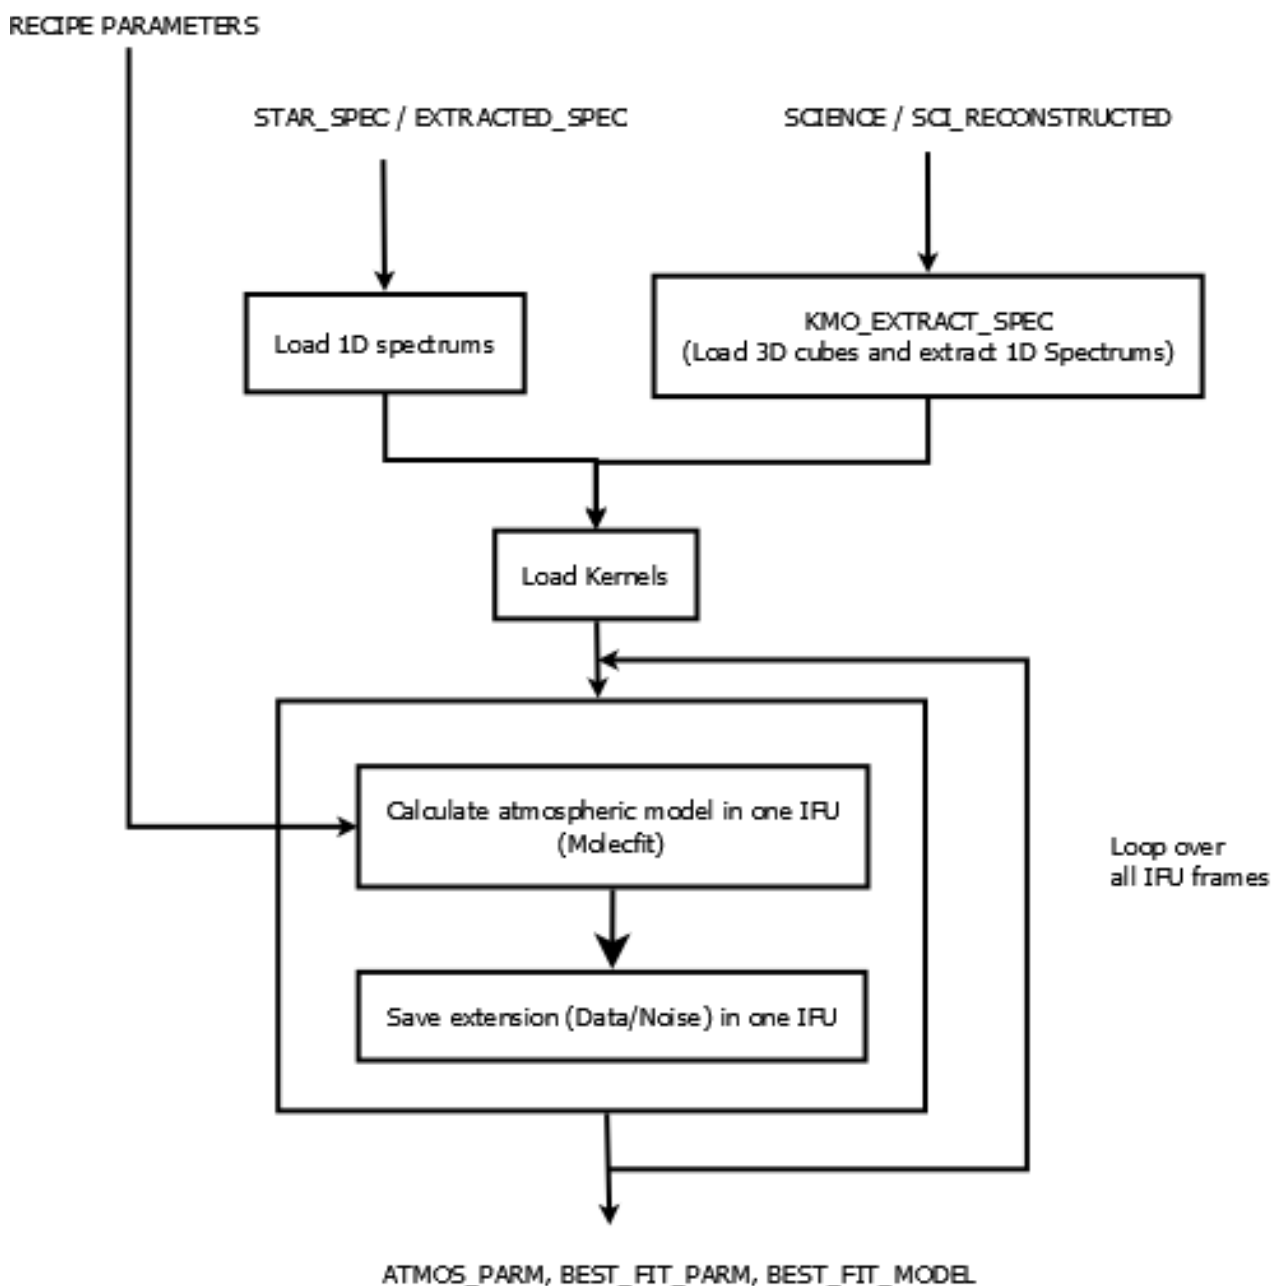 RECIPE PARAMETERS
STAR_SPEC / EXTRACTED_SPEC
SCIENCE / SCI_RECONSTRUCTED
Load 1D spectrums
KMO_EXTRACT_SPEC
(Load 3D cubes and extract 1D Spectrums)
Load Kernels
Calculate atmospheric model in one IFU
(Molecfit)
Loop over
all IFU frames
Save extension (Data/Noise) in one IFU
ATMOS_PARM, BEST_FIT_PARM, BEST_FIT_MODEL